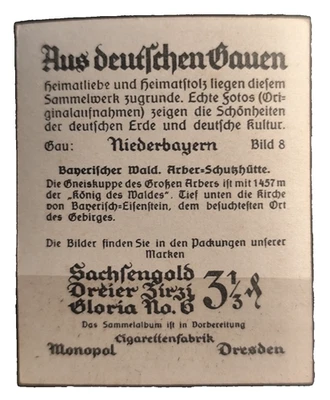 Aus deutschen Gauen
Heimatliebe und Heimatstolz liegen diesem
Sammelwerk zugrunde. Echte Fotos (Ori-
ginalaufnahmen) zeigen die Schönheiten
der deutschen Erde und deutsche Kultur.
Gau: Niederbayern Bild 8
Bayerischer Wald. Arber-Schutzhütte.
Die Gneiskuppe des Großen Arbers ist mit 1457 m
der „König des Waldes". Tief unten die Kirche
von Bayerisch-Eisenstein, dem besuchtesten Ort
des Gebirges.
Die Bilder finden Sie in den Packungen unserer
Marken
Sachsengold
Dreier Zirzi 3⅓ ₰
Gloria No. 6
Das Sammelalbum ist in Vorbereitung
Cigarettenfabrik
Monopol Dresden